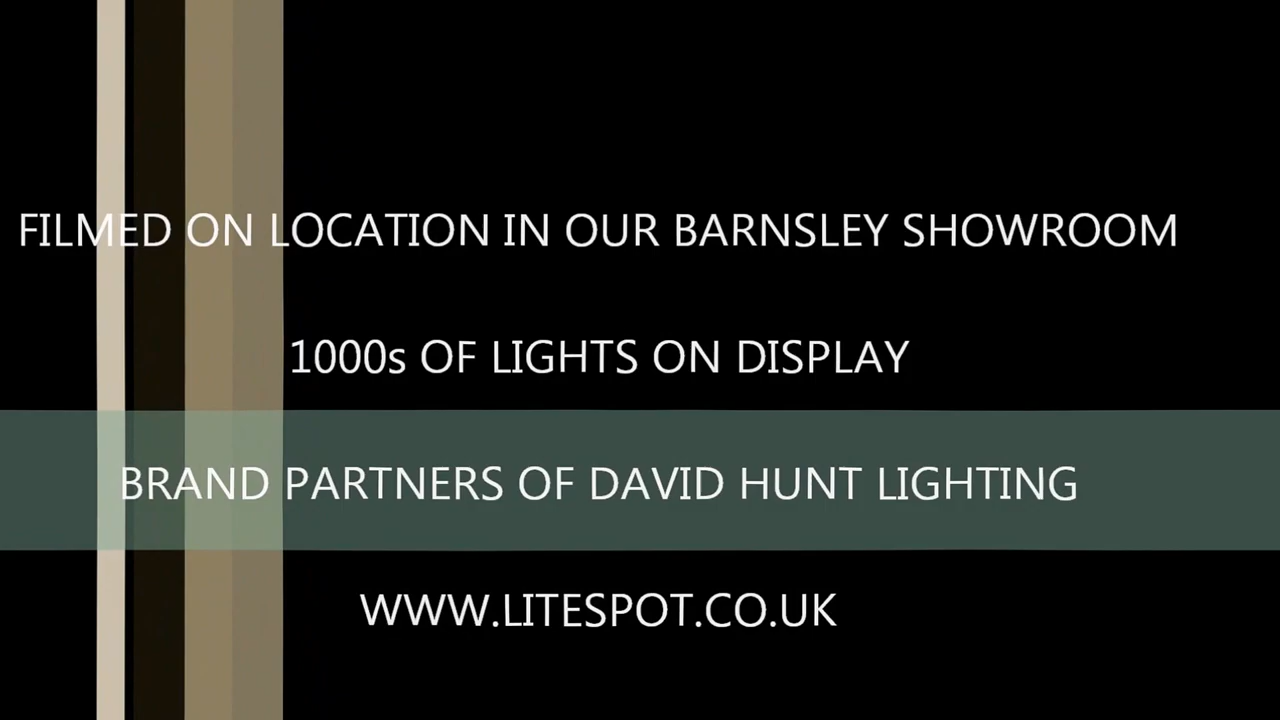 FILMED ON LOCATION IN OUR BARNSLEY SHOWROOM
1000s OF LIGHTS ON DISPLAY
BRAND PARTNERS OF DAVID HUNT LIGHTING
WWW.LITESPOT.CO.UK